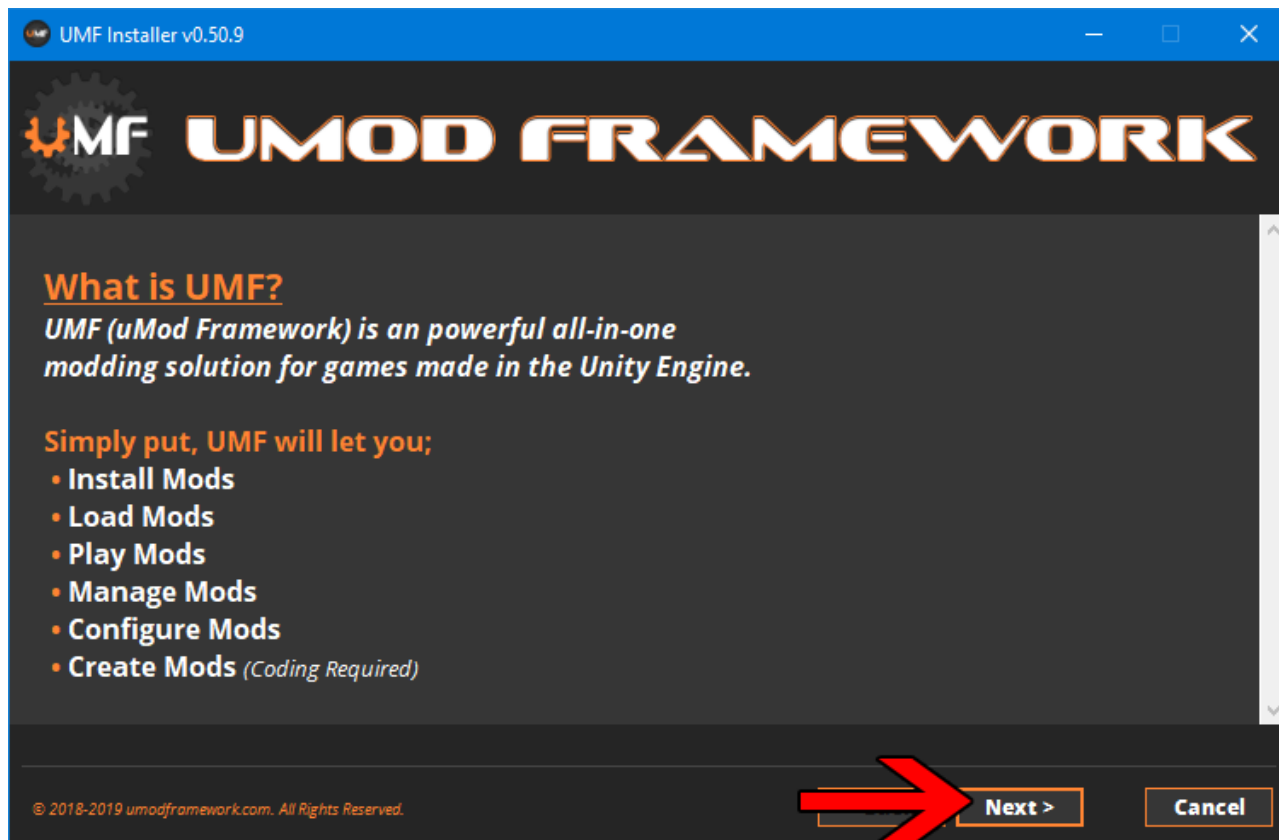 UMF Installer v0.50.9
UMF UMOD FRAMEWORK
What is UMF?
UMF (uMod Framework) is an powerful all-in-one
modding solution for games made in the Unity Engine.
Simply put, UMF will let you;
• Install Mods
• Load Mods
• Play Mods
• Manage Mods
• Configure Mods
• Create Mods (Coding Required)
© 2018-2019 umodframework.com. All Rights Reserved.
Next >
Cancel